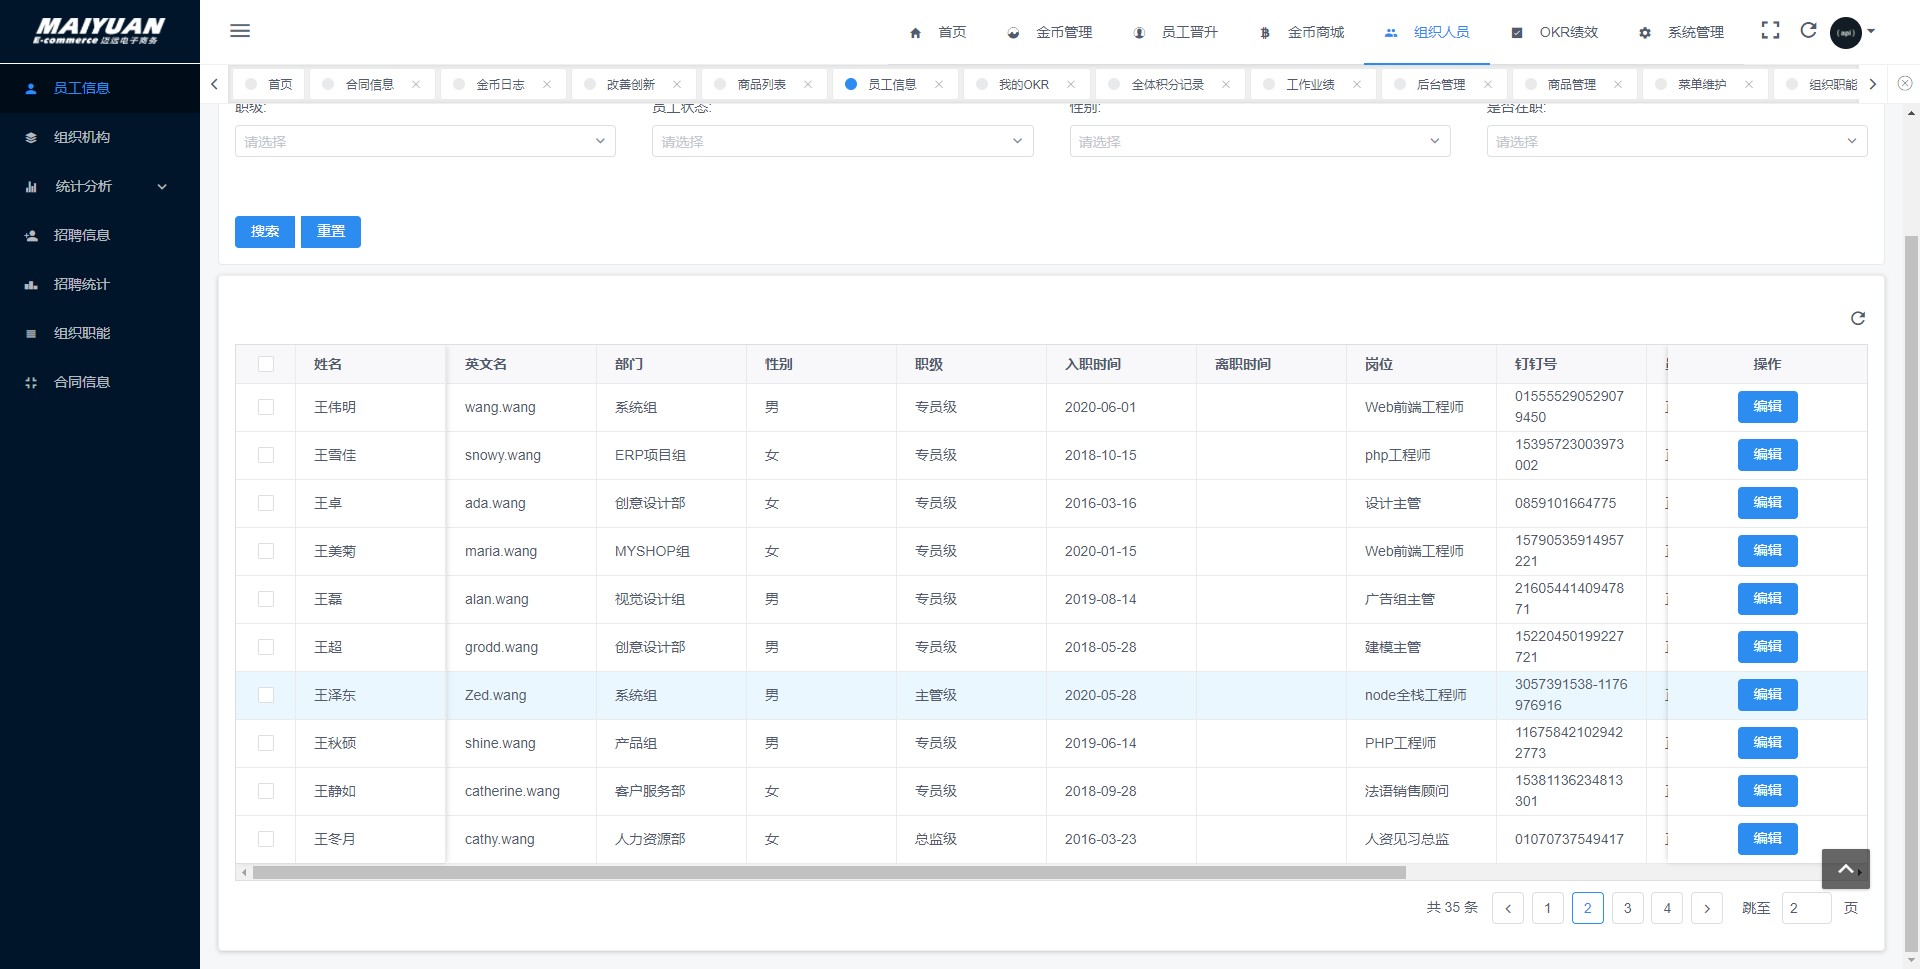 MAIYUAN
E-commerce 迈远电子商务
首页 金币管理 员工晋升 金币商城 组织人员 OKR绩效 系统管理
(api)
首页 合同信息 金币日志 改善创新 商品列表 员工信息 我的OKR 全体积分记录 工作业绩 后台管理 商品管理 菜单维护 组织职能
员工信息
组织机构
统计分析
招聘信息
招聘统计
组织职能
合同信息
职级: 员工状态: 性别: 是否在职:
请选择 请选择 请选择 请选择
搜索 重置
姓名 英文名 部门 性别 职级 入职时间 离职时间 岗位 钉钉号 操作
王伟明 wang.wang 系统组 男 专员级 2020-06-01 Web前端工程师 01555529052907
9450
编辑
王雪佳 snowy.wang ERP项目组 女 专员级 2018-10-15 php工程师 15395723003973
002
编辑
王卓 ada.wang 创意设计部 女 专员级 2016-03-16 设计主管 0859101664775 编辑
王美菊 maria.wang MYSHOP组 女 专员级 2020-01-15 Web前端工程师 15790535914957
221
编辑
王磊 alan.wang 视觉设计组 男 专员级 2019-08-14 广告组主管 21605441409478
71
编辑
王超 grodd.wang 创意设计部 男 专员级 2018-05-28 建模主管 15220450199227
721
编辑
王泽东 Zed.wang 系统组 男 主管级 2020-05-28 node全栈工程师 3057391538-1176
976916
编辑
王秋硕 shine.wang 产品组 男 专员级 2019-06-14 PHP工程师 11675842102942
2773
编辑
王静如 catherine.wang 客户服务部 女 专员级 2018-09-28 法语销售顾问 15381136234813
301
编辑
王冬月 cathy.wang 人力资源部 女 总监级 2016-03-23 人资见习总监 01070737549417 编辑
共 35 条 1 2 3 4 跳至 2 页